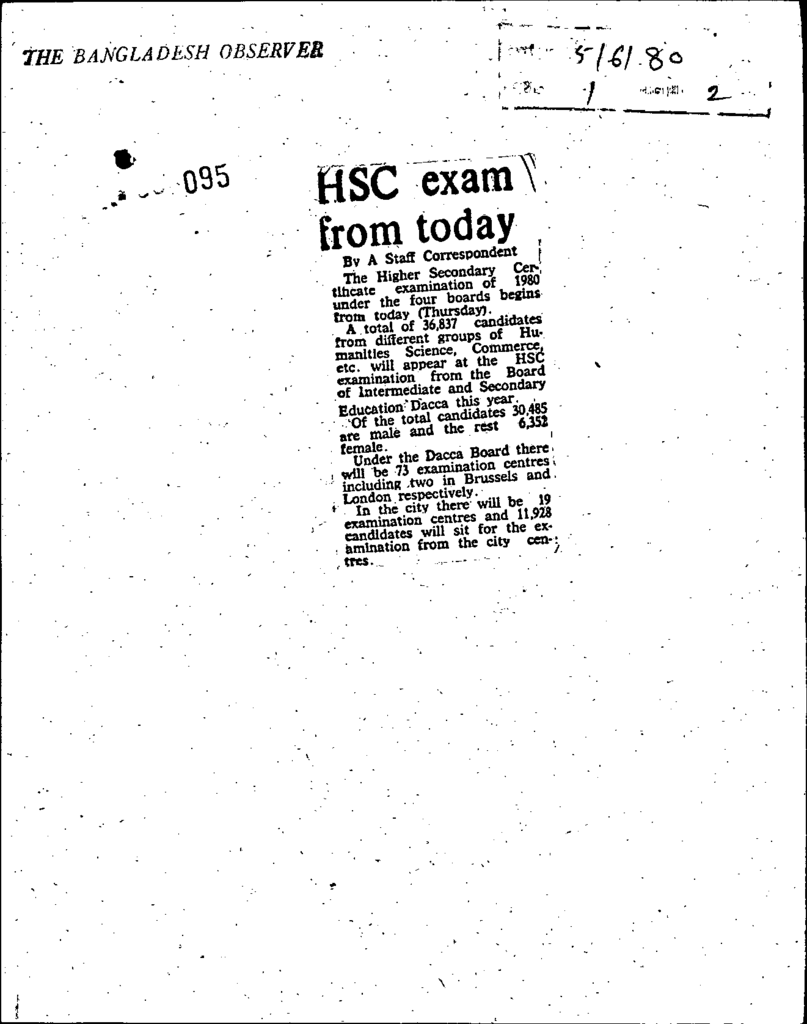 THE BANGLADESH OBSERVER
5/6/80
1 2
095
HSC exam
from today
By A Staff Correspondent
The Higher Secondary Cer-
tificate examination of 1980
under the four boards begins
from today (Thursday).
A total of 36,837 candidates
from different groups of Hu-
manities Science, Commerce,
etc. will appear at the HSC
examination from the Board
of Intermediate and Secondary
Education Dacca this year.
Of the total candidates 30,485
are male and the rest 6,352
female.
Under the Dacca Board there
will be 73 examination centres
including two in Brussels and
London respectively.
In the city there will be 19
examination centres and 11,928
candidates will sit for the ex-
amination from the city cen-
tres.